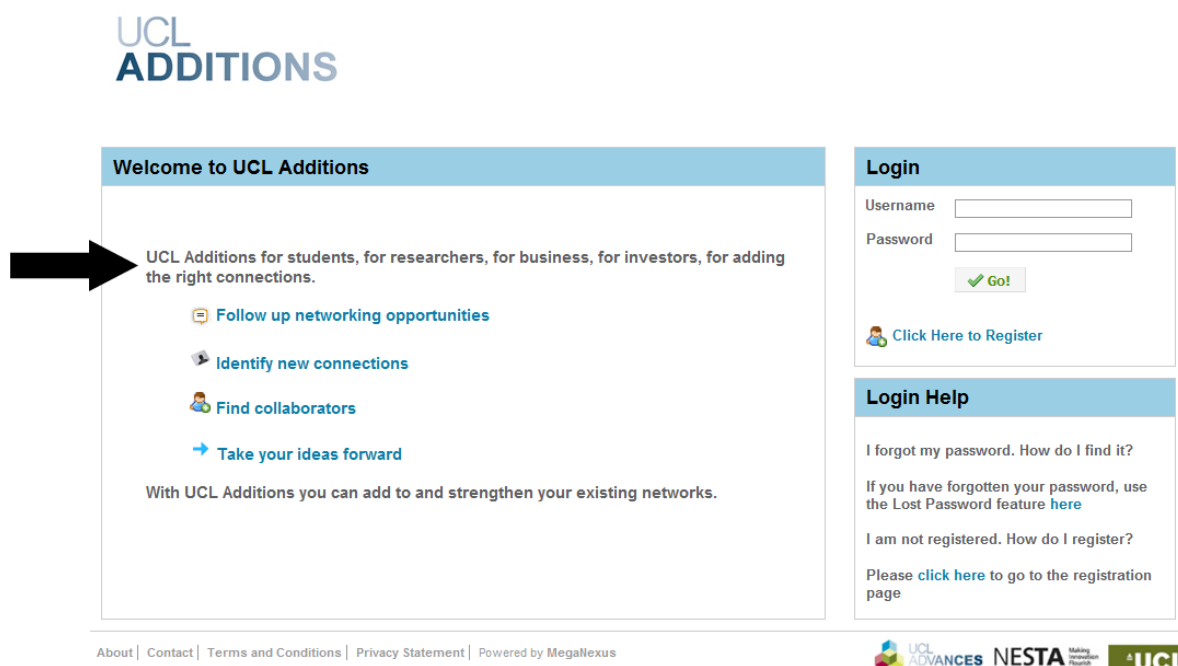 UCL
ADDITIONS
Welcome to UCL Additions
UCL Additions for students, for researchers, for business, for investors, for adding
the right connections.
Follow up networking opportunities
Identify new connections
Find collaborators
Take your ideas forward
With UCL Additions you can add to and strengthen your existing networks.
Login
Username
Password
Go!
Click Here to Register
Login Help
I forgot my password. How do I find it?
If you have forgotten your password, use
the Lost Password feature here
I am not registered. How do I register?
Please click here to go to the registration
page
About | Contact | Terms and Conditions | Privacy Statement | Powered by MegaNexus
UCL
ADVANCES
NESTA
Making
Innovation
Flourish
UCL